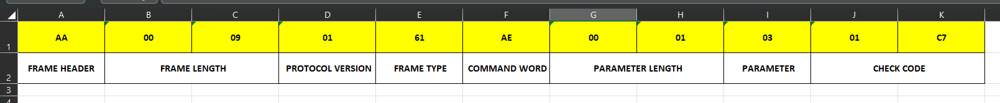 A B C D E F G H I J K
1 AA 00 09 01 61 AE 00 01 03 01 C7
2 FRAME HEADER FRAME LENGTH PROTOCOL VERSION FRAME TYPE COMMAND WORD PARAMETER LENGTH PARAMETER CHECK CODE
3
4